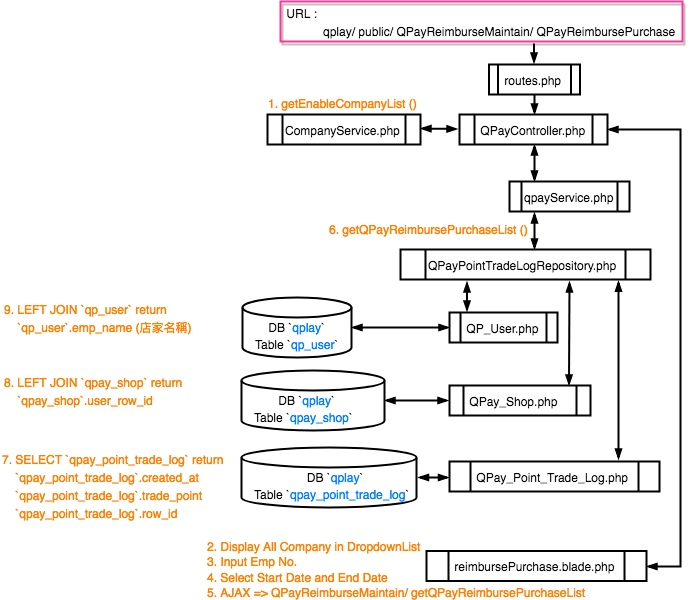 URL :
qplay/ public/ QPayReimburseMaintain/ QPayReimbursePurchase
routes.php
1. getEnableCompanyList ()
CompanyService.php
QPayController.php
qpayService.php
6. getQPayReimbursePurchaseList ()
QPayPointTradeLogRepository.php
9. LEFT JOIN `qp_user` return
`qp_user`.emp_name (店家名稱)
DB `qplay`
Table `qp_user`
QP_User.php
8. LEFT JOIN `qpay_shop` return
`qpay_shop`.user_row_id
DB `qplay`
Table `qpay_shop`
QPay_Shop.php
7. SELECT `qpay_point_trade_log` return
`qpay_point_trade_log`.created_at
`qpay_point_trade_log`.trade_point
`qpay_point_trade_log`.row_id
DB `qplay`
Table `qpay_point_trade_log`
QPay_Point_Trade_Log.php
2. Display All Company in DropdownList
3. Input Emp No.
4. Select Start Date and End Date
5. AJAX => QPayReimburseMaintain/ getQPayReimbursePurchaseList
reimbursePurchase.blade.php